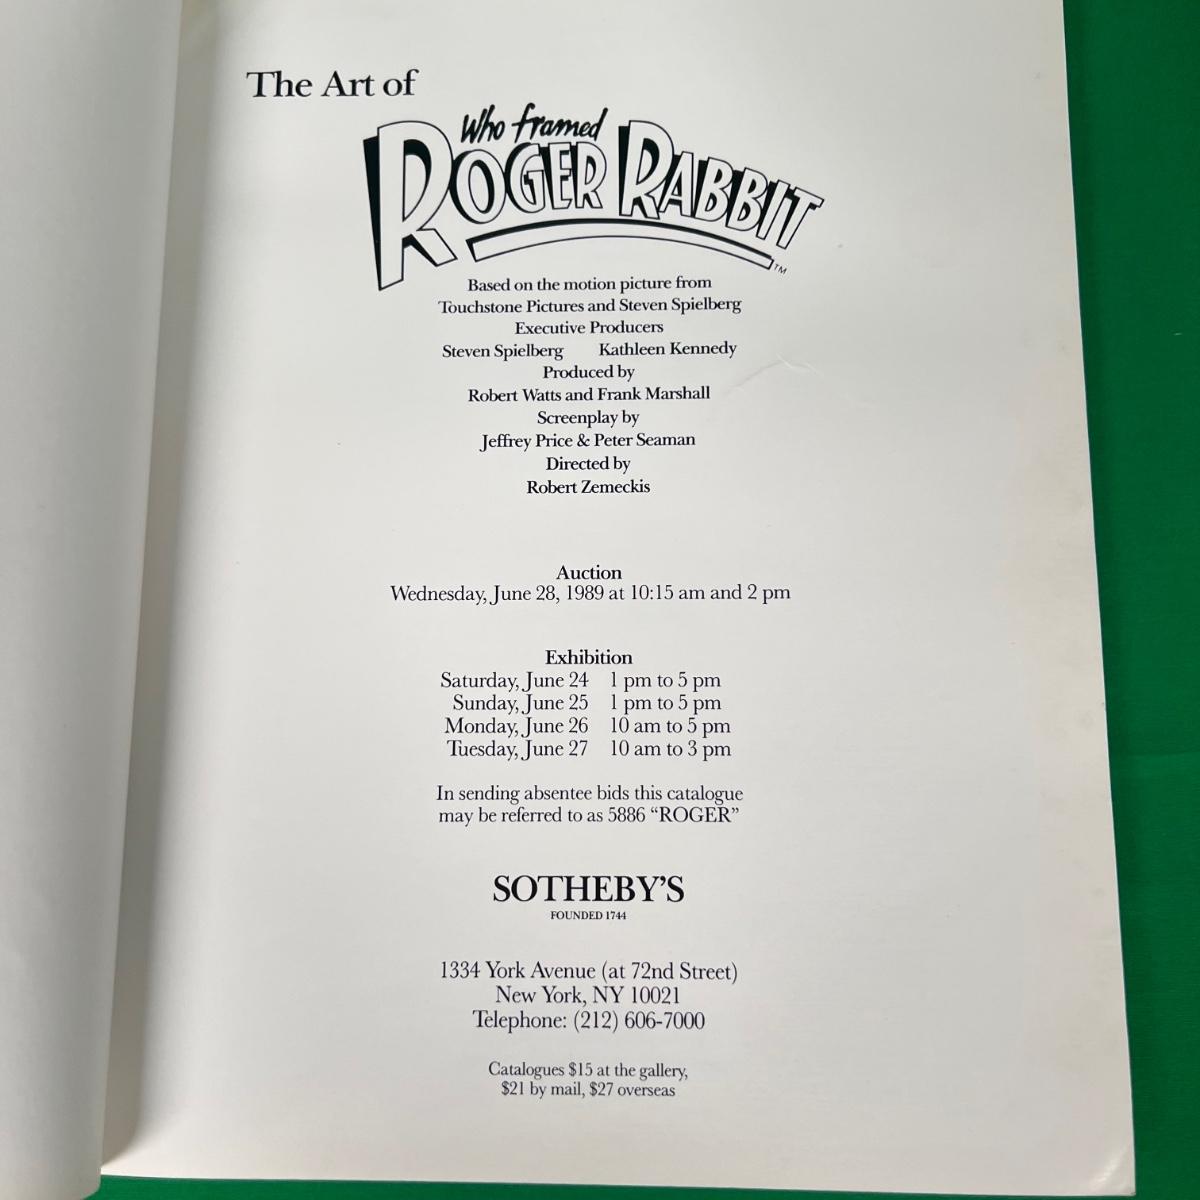 The Art of
Who framed
ROGER RABBIT
TM
Based on the motion picture from
Touchstone Pictures and Steven Spielberg
Executive Producers
Steven Spielberg Kathleen Kennedy
Produced by
Robert Watts and Frank Marshall
Screenplay by
Jeffrey Price & Peter Seaman
Directed by
Robert Zemeckis
Auction
Wednesday, June 28, 1989 at 10:15 am and 2 pm
Exhibition
Saturday, June 24 1 pm to 5 pm
Sunday, June 25 1 pm to 5 pm
Monday, June 26 10 am to 5 pm
Tuesday, June 27 10 am to 3 pm
In sending absentee bids this catalogue
may be referred to as 5886 “ROGER”
SOTHEBY’S
FOUNDED 1744
1334 York Avenue (at 72nd Street)
New York, NY 10021
Telephone: (212) 606-7000
Catalogues $15 at the gallery,
$21 by mail, $27 overseas